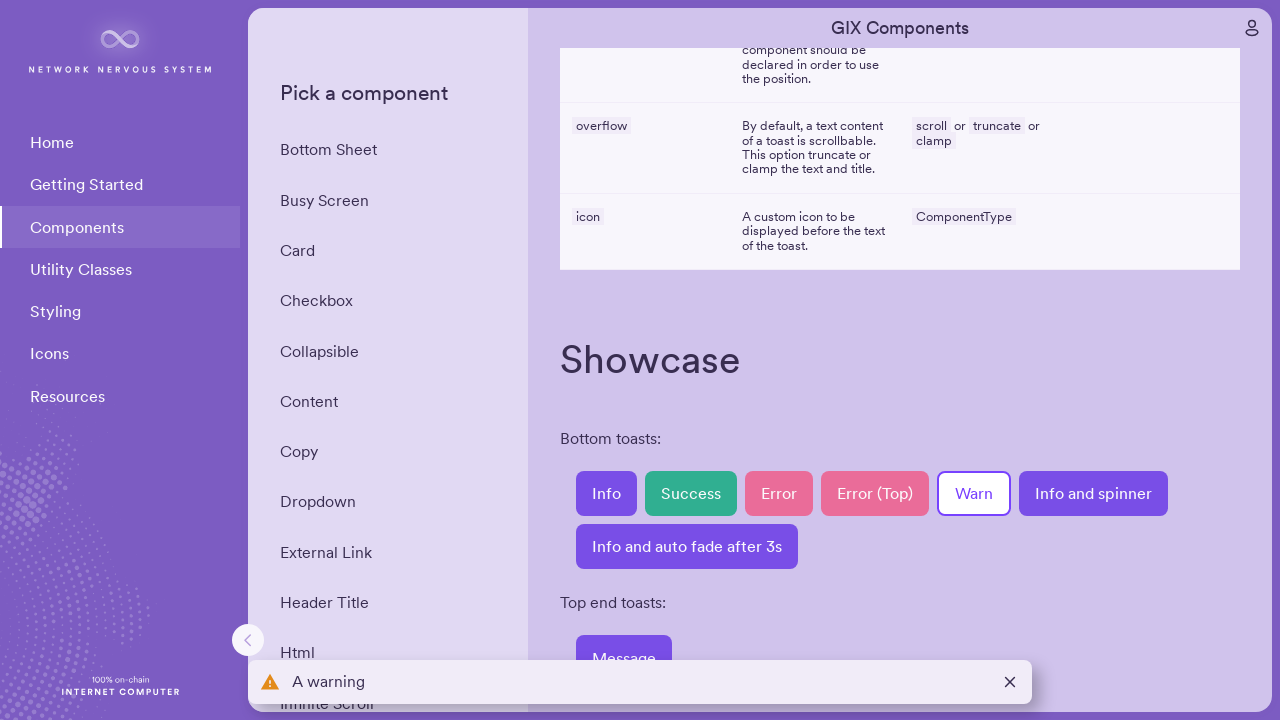 NETWORK NERVOUS SYSTEM
Home
Getting Started
Components
Utility Classes
Styling
Icons
Resources
100% on-chain
INTERNET COMPUTER
Pick a component
Bottom Sheet
Busy Screen
Card
Checkbox
Collapsible
Content
Copy
Dropdown
External Link
Header Title
Html
Infinite Scroll
GIX Components
component should be
declared in order to use
the position.
overflow
By default, a text content
of a toast is scrollable.
This option truncate or
clamp the text and title.
scroll or truncate or
clamp
icon
A custom icon to be
displayed before the text
of the toast.
ComponentType
Showcase
Bottom toasts:
Info Success Error Error (Top) Warn Info and spinner
Info and auto fade after 3s
Top end toasts:
Message
A warning